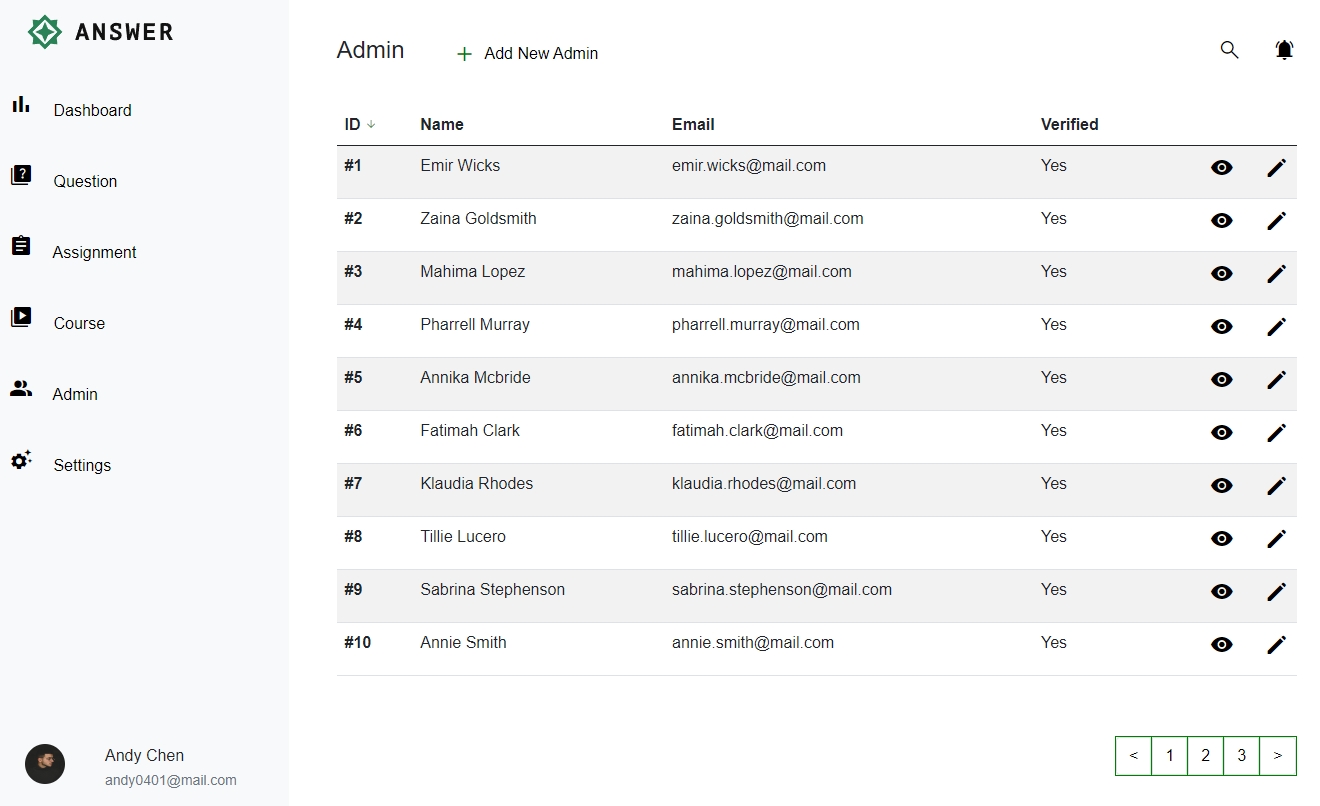 ANSWER
Dashboard
Question
Assignment
Course
Admin
Settings
Andy Chen
andy0401@mail.com
Admin
+ Add New Admin
ID ↓ Name Email Verified
#1 Emir Wicks emir.wicks@mail.com Yes
#2 Zaina Goldsmith zaina.goldsmith@mail.com Yes
#3 Mahima Lopez mahima.lopez@mail.com Yes
#4 Pharrell Murray pharrell.murray@mail.com Yes
#5 Annika Mcbride annika.mcbride@mail.com Yes
#6 Fatimah Clark fatimah.clark@mail.com Yes
#7 Klaudia Rhodes klaudia.rhodes@mail.com Yes
#8 Tillie Lucero tillie.lucero@mail.com Yes
#9 Sabrina Stephenson sabrina.stephenson@mail.com Yes
#10 Annie Smith annie.smith@mail.com Yes
< 1 2 3 >